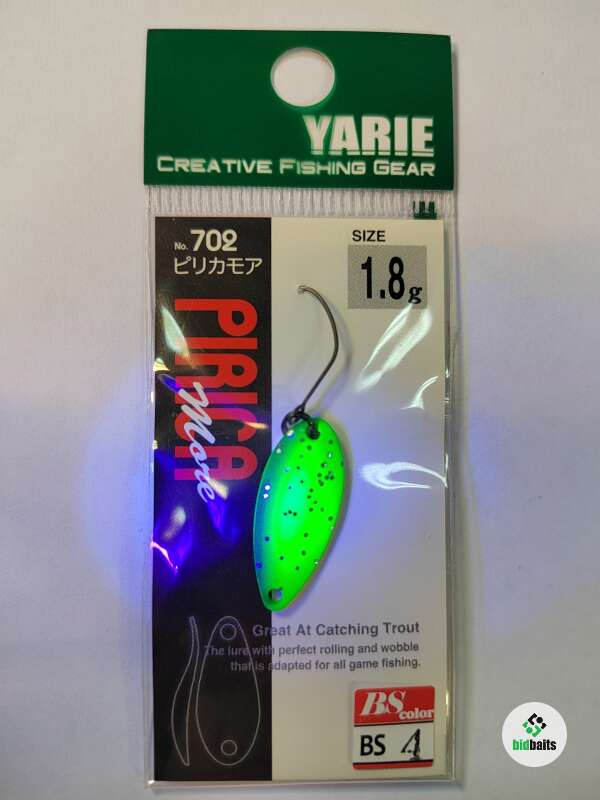 YARIE
CREATIVE FISHING GEAR
No. 702
ピリカモア
SIZE
1.8g
PIRICA
More
Great At Catching Trout
The lure with perfect rolling and wobble
that is adapted for all game fishing.
BS
color
BS 1
bidbaits